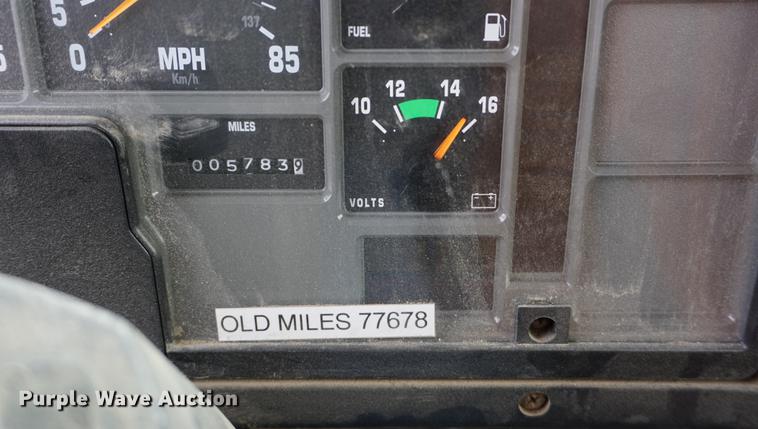 5
5
0 MPH 85
137
Km/h
FUEL
MILES
0057839
10 12 14 16
VOLTS
- +
OLD MILES 77678
Purple Wave Auction